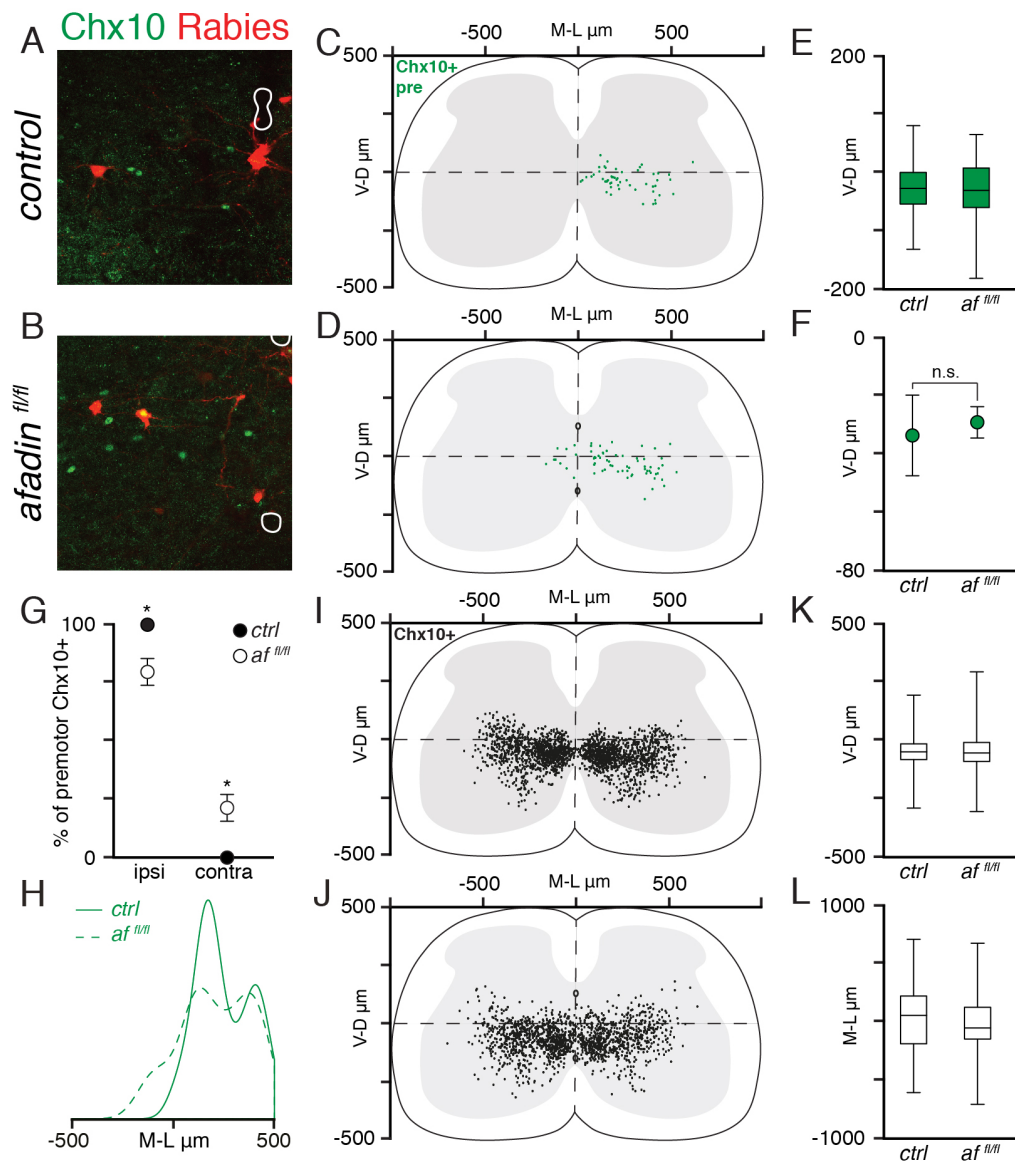 Chx10 Rabies
A
control
B
afadin fl/fl
C
-500
M-L µm
500
500
Chx10+
pre
V-D µm
-500
D
-500
M-L µm
500
500
V-D µm
-500
E
200
V-D µm
-200
ctrl
af fl/fl
F
0
n.s.
V-D µm
-80
ctrl
af fl/fl
G
100
*
ctrl
af fl/fl
% of premotor Chx10+
*
0
ipsi
contra
H
ctrl
af fl/fl
-500
M-L µm
500
I
-500
M-L µm
500
500
Chx10+
V-D µm
-500
J
-500
M-L µm
500
500
V-D µm
-500
K
500
V-D µm
-500
ctrl
af fl/fl
L
1000
M-L µm
-1000
ctrl
af fl/fl